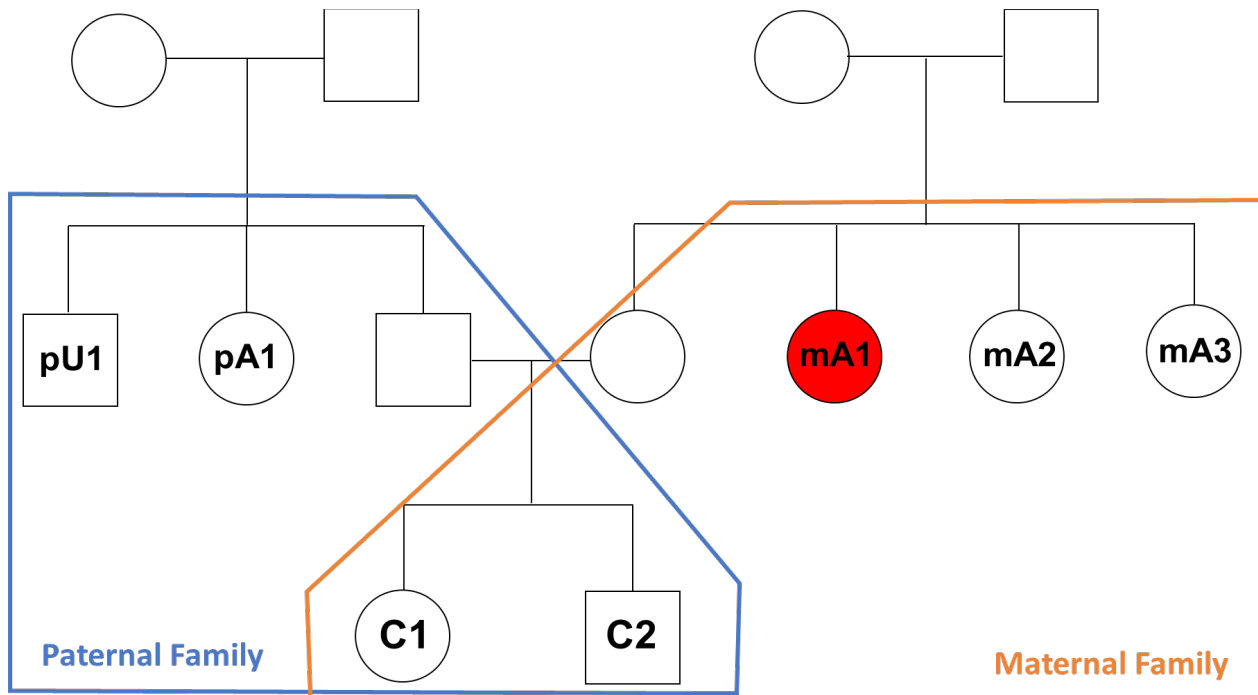 pU1
pA1
mA1
mA2
mA3
C1
C2
Paternal Family
Maternal Family